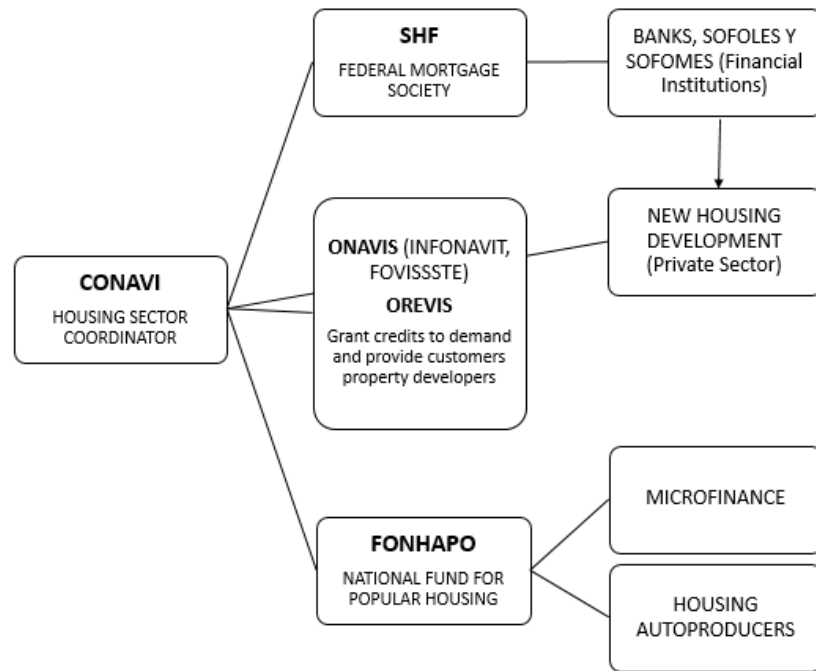 SHF
FEDERAL MORTGAGE
SOCIETY
BANKS, SOFOLES Y
SOFOMES (Financial
Institutions)
CONAVI
HOUSING SECTOR
COORDINATOR
ONAVIS (INFONAVIT,
FOVISSSTE)
OREVIS
Grant credits to demand
and provide customers
property developers
NEW HOUSING
DEVELOPMENT
(Private Sector)
FONHAPO
NATIONAL FUND FOR
POPULAR HOUSING
MICROFINANCE
HOUSING
AUTOPRODUCERS